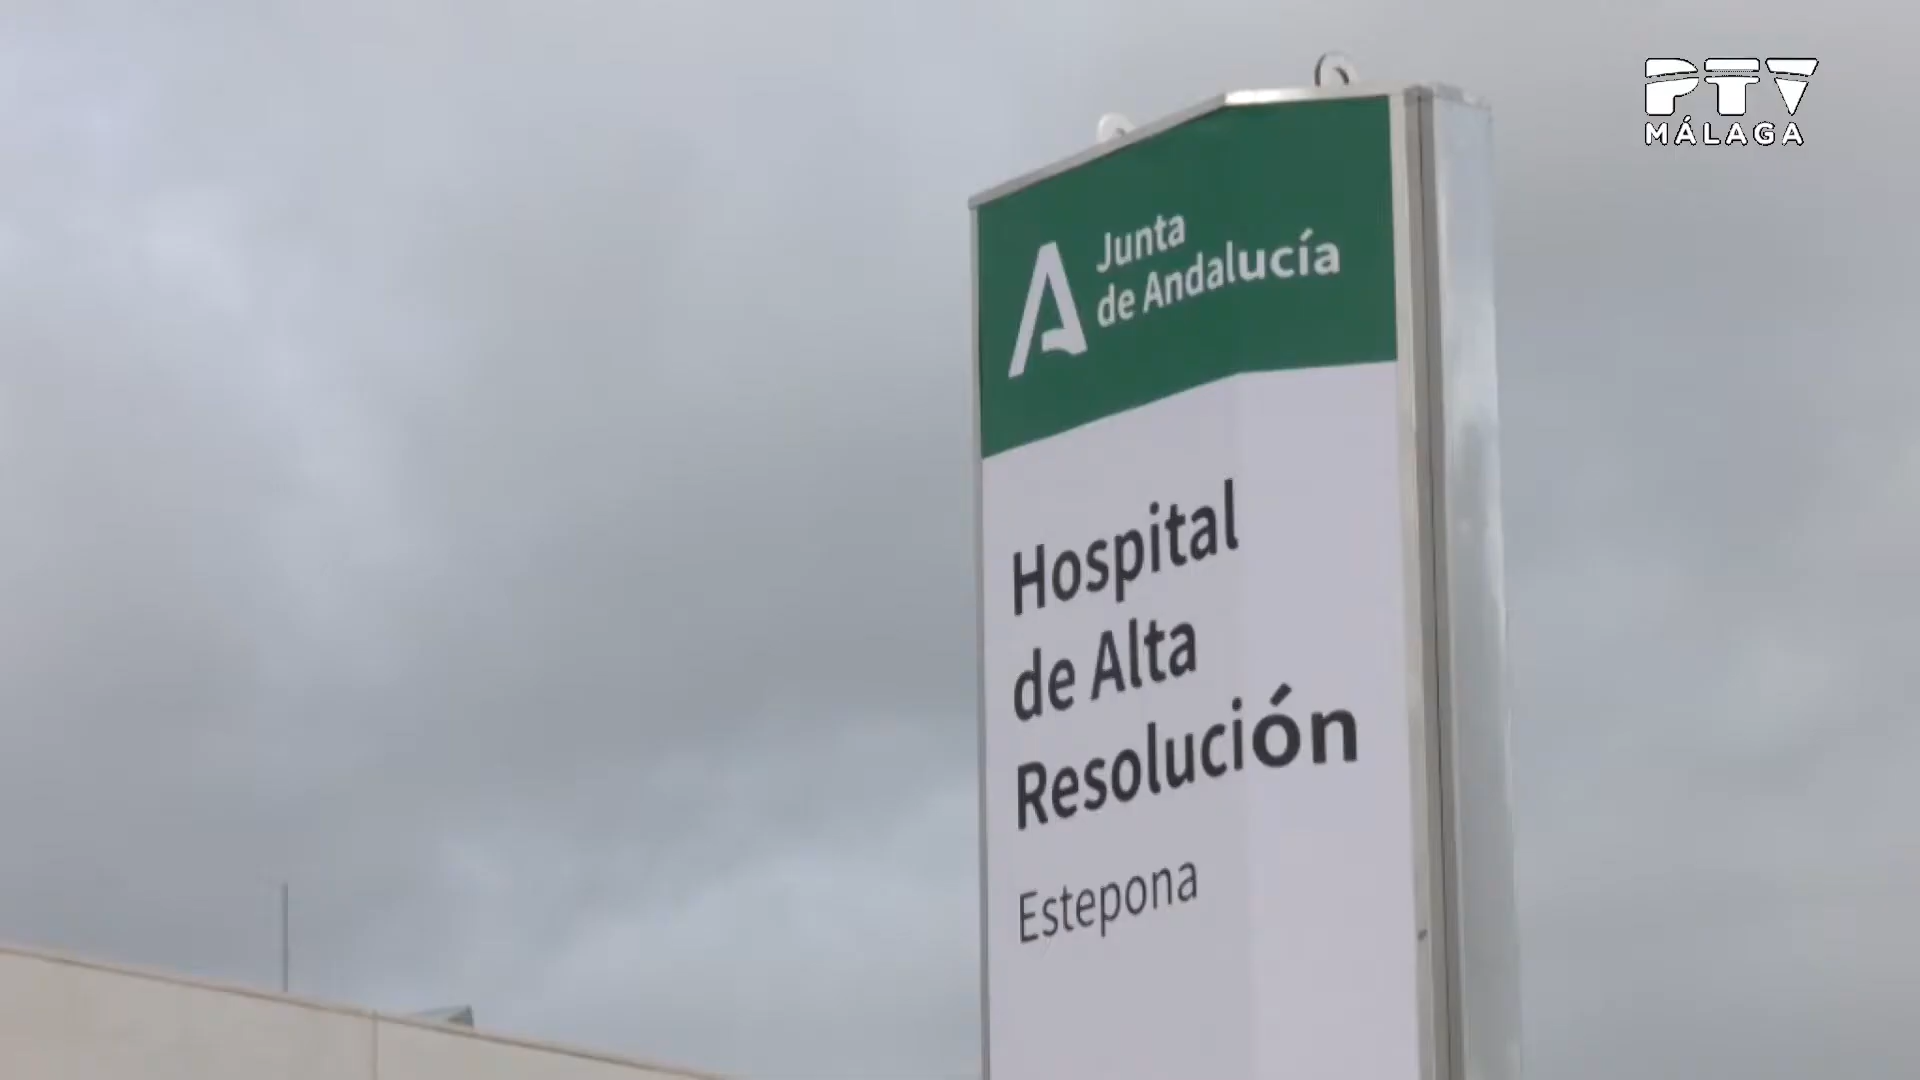 PTV
MÁLAGA
Junta
de Andalucía
Hospital
de Alta
Resolución
Estepona